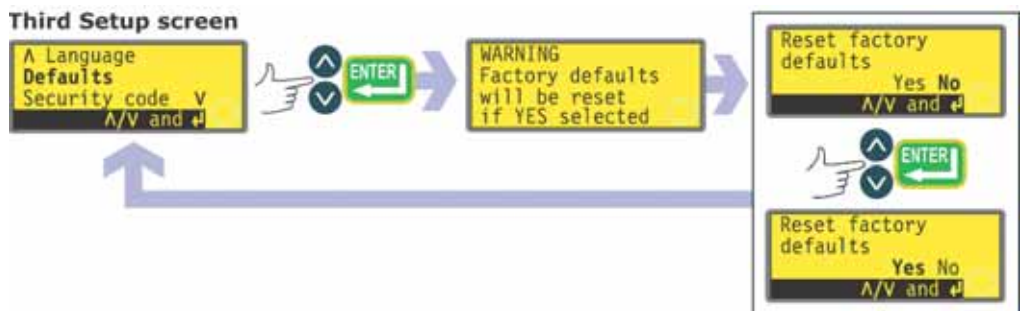 Third Setup screen
Λ Language
Defaults
Security code V
Λ/V and ↵
ENTER
WARNING
Factory defaults
will be reset
if YES selected
Reset factory
defaults
Yes No
Λ/V and ↵
ENTER
Reset factory
defaults
Yes No
Λ/V and ↵